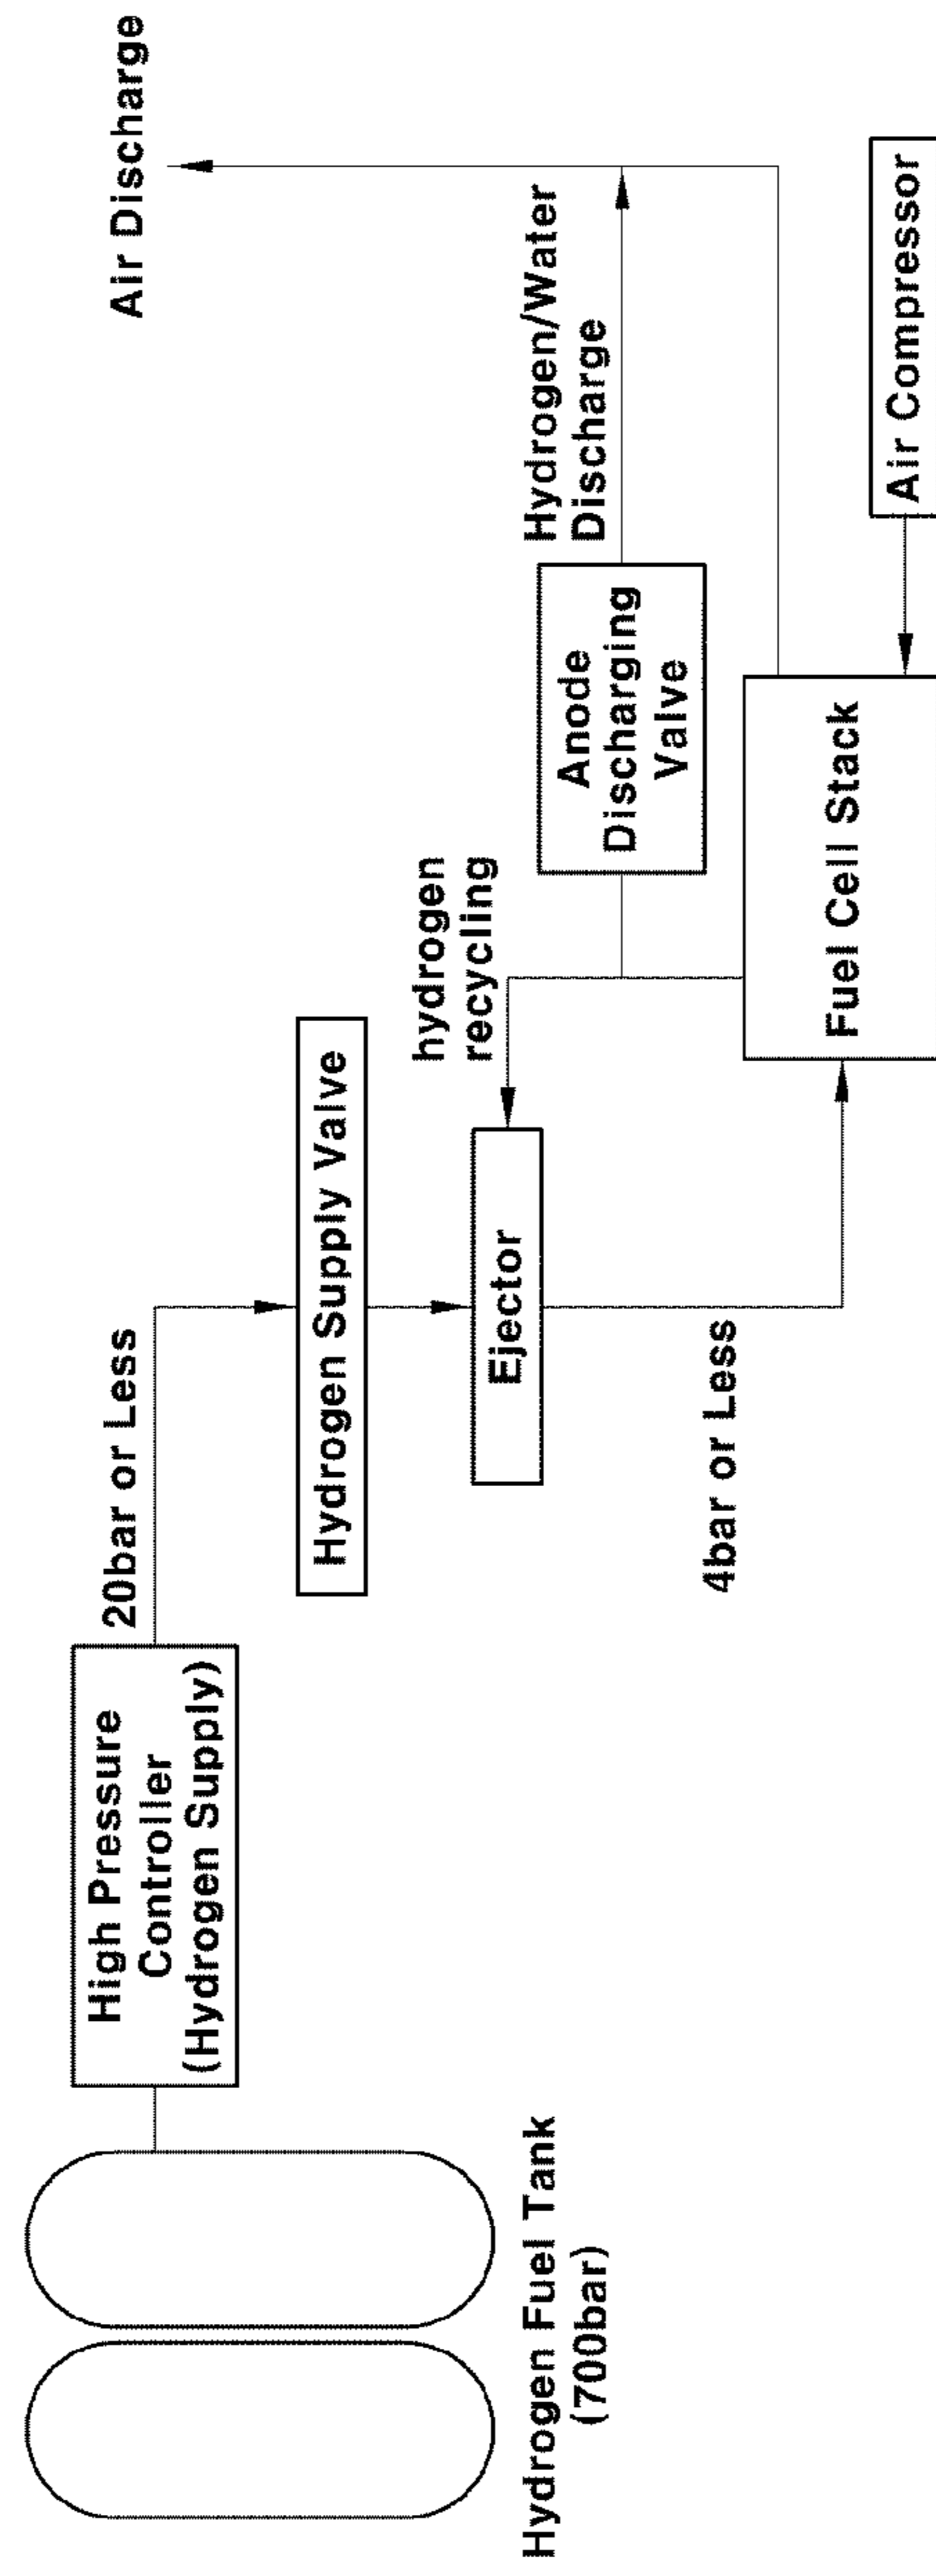 Air Discharge
20bar or Less
High Pressure
Controller
(Hydrogen Supply)
Hydrogen Supply Valve
hydrogen
recycling
Ejector
Hydrogen/Water
Discharge
Hydrogen Fuel Tank
(700bar)
Anode
Discharging
Valve
4bar or Less
Fuel Cell Stack
Air Compressor